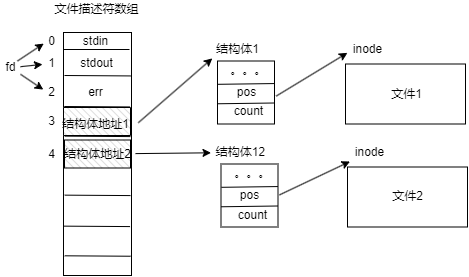 文件描述符数组
fd
0 stdin
1 stdout
2 err
3 结构体地址1
4 结构体地址2
结构体1
。。。
pos
count
inode
文件1
结构体12
。。。
pos
count
inode
文件2